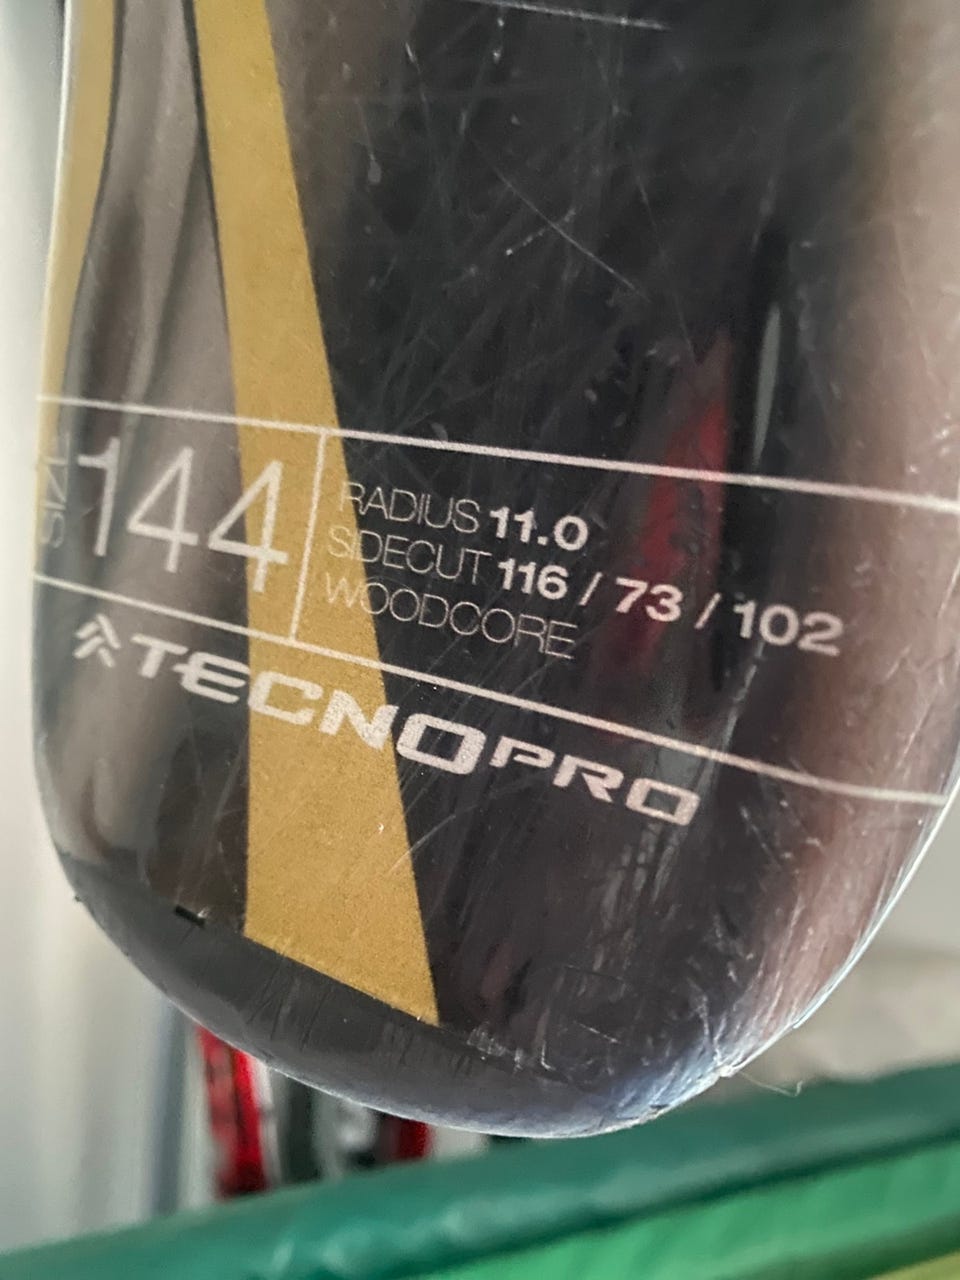 SIZE
144
RADIUS 11.0
SIDECUT 116 / 73 / 102
WOODCORE
TECNOPRO